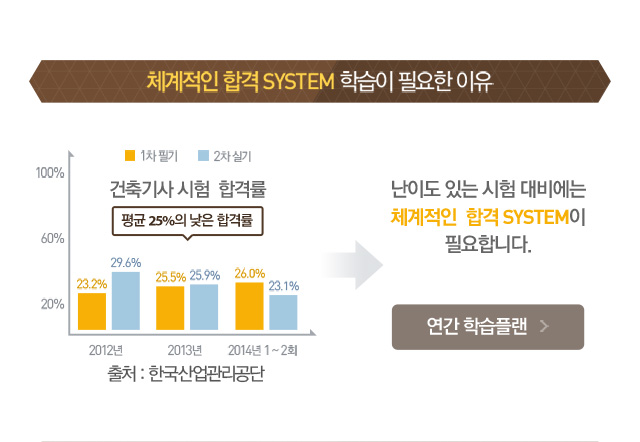 체계적인 합격 SYSTEM 학습이 필요한 이유
1차 필기 2차 실기
100%
건축기사 시험 합격률
평균 25%의 낮은 합격률
60%
20%
23.2% 29.6% 25.5% 25.9% 26.0% 23.1%
2012년 2013년 2014년 1 ~ 2회
출처 : 한국산업관리공단
난이도 있는 시험 대비에는
체계적인 합격 SYSTEM이
필요합니다.
연간 학습플랜 >